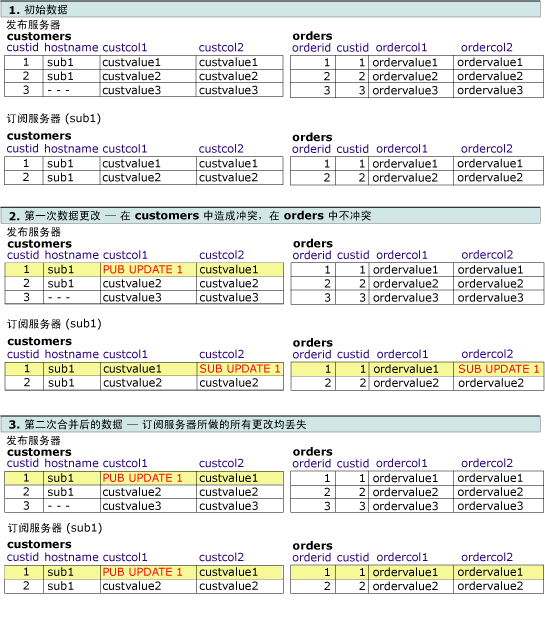 1. 初始数据
发布服务器
customers orders
custid hostname custcol1 custcol2 orderid custid ordercol1 ordercol2
1 sub1 custvalue1 custvalue1 1 1 ordervalue1 ordervalue1
2 sub1 custvalue2 custvalue2 2 2 ordervalue2 ordervalue2
3 - - - custvalue3 custvalue3 3 3 ordervalue3 ordervalue3
订阅服务器 (sub1)
customers orders
custid hostname custcol1 custcol2 orderid custid ordercol1 ordercol2
1 sub1 custvalue1 custvalue1 1 1 ordervalue1 ordervalue1
2 sub1 custvalue2 custvalue2 2 2 ordervalue2 ordervalue2
2. 第一次数据更改 — 在 customers 中造成冲突，在 orders 中不冲突
发布服务器
customers orders
custid hostname custcol1 custcol2 orderid custid ordercol1 ordercol2
1 sub1 PUB UPDATE 1 custvalue1 1 1 ordervalue1 ordervalue1
2 sub1 custvalue2 custvalue2 2 2 ordervalue2 ordervalue2
3 - - - custvalue3 custvalue3 3 3 ordervalue3 ordervalue3
订阅服务器 (sub1)
customers orders
custid hostname custcol1 custcol2 orderid custid ordercol1 ordercol2
1 sub1 custvalue1 SUB UPDATE 1 1 1 ordervalue1 SUB UPDATE 1
2 sub1 custvalue2 custvalue2 2 2 ordervalue2 ordervalue2
3. 第二次合并后的数据 — 订阅服务器所做的所有更改均丢失
发布服务器
customers orders
custid hostname custcol1 custcol2 orderid custid ordercol1 ordercol2
1 sub1 PUB UPDATE 1 custvalue1 1 1 ordervalue1 ordervalue1
2 sub1 custvalue2 custvalue2 2 2 ordervalue2 ordervalue2
3 - - - custvalue3 custvalue3 3 3 ordervalue3 ordervalue3
订阅服务器 (sub1)
customers orders
custid hostname custcol1 custcol2 orderid custid ordercol1 ordercol2
1 sub1 PUB UPDATE 1 custvalue1 1 1 ordervalue1 ordervalue1
2 sub1 custvalue2 custvalue2 2 2 ordervalue2 ordervalue2